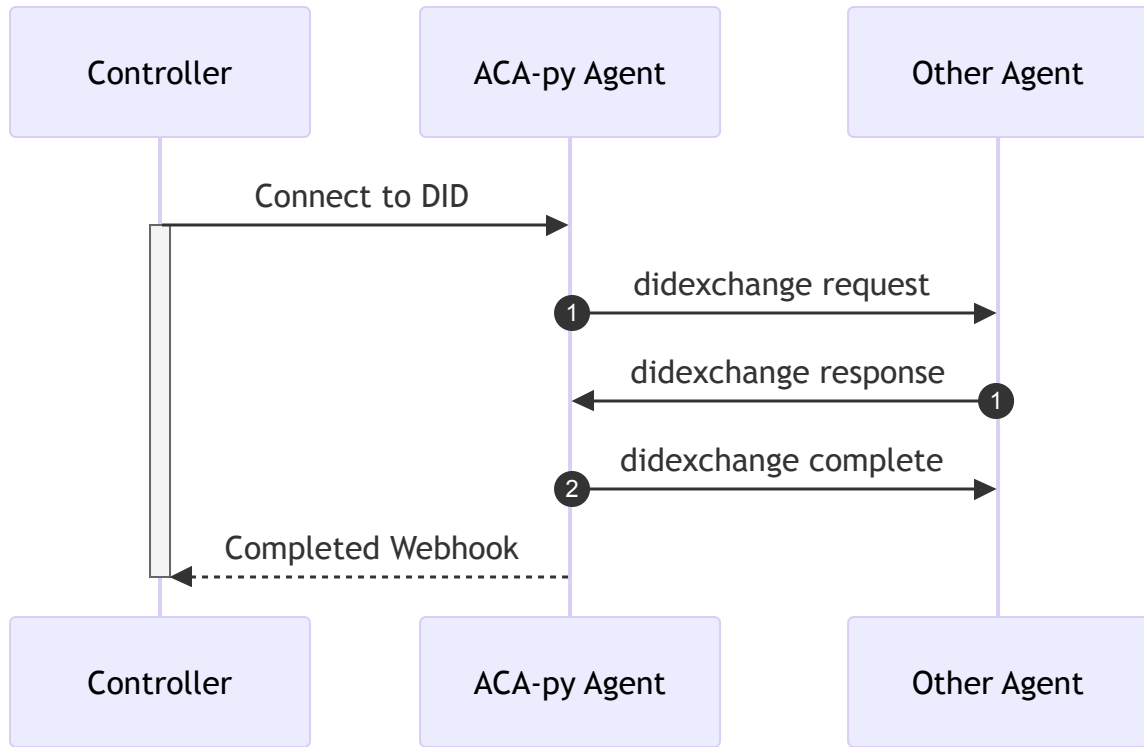 Controller
ACA-py Agent
Other Agent
Connect to DID
didexchange request
1
didexchange response
1
didexchange complete
2
Completed Webhook
Controller
ACA-py Agent
Other Agent